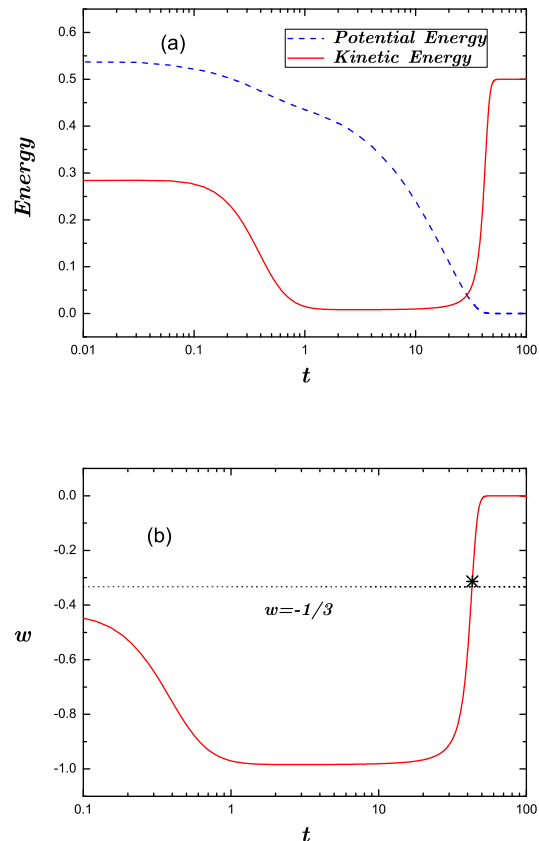 (a)
Potential Energy
Kinetic Energy
Energy
0.6
0.5
0.4
0.3
0.2
0.1
0.0
0.01 0.1 1 10 100
t
(b)
w=-1/3
w
0.0
-0.2
-0.4
-0.6
-0.8
-1.0
0.1 1 10 100
t